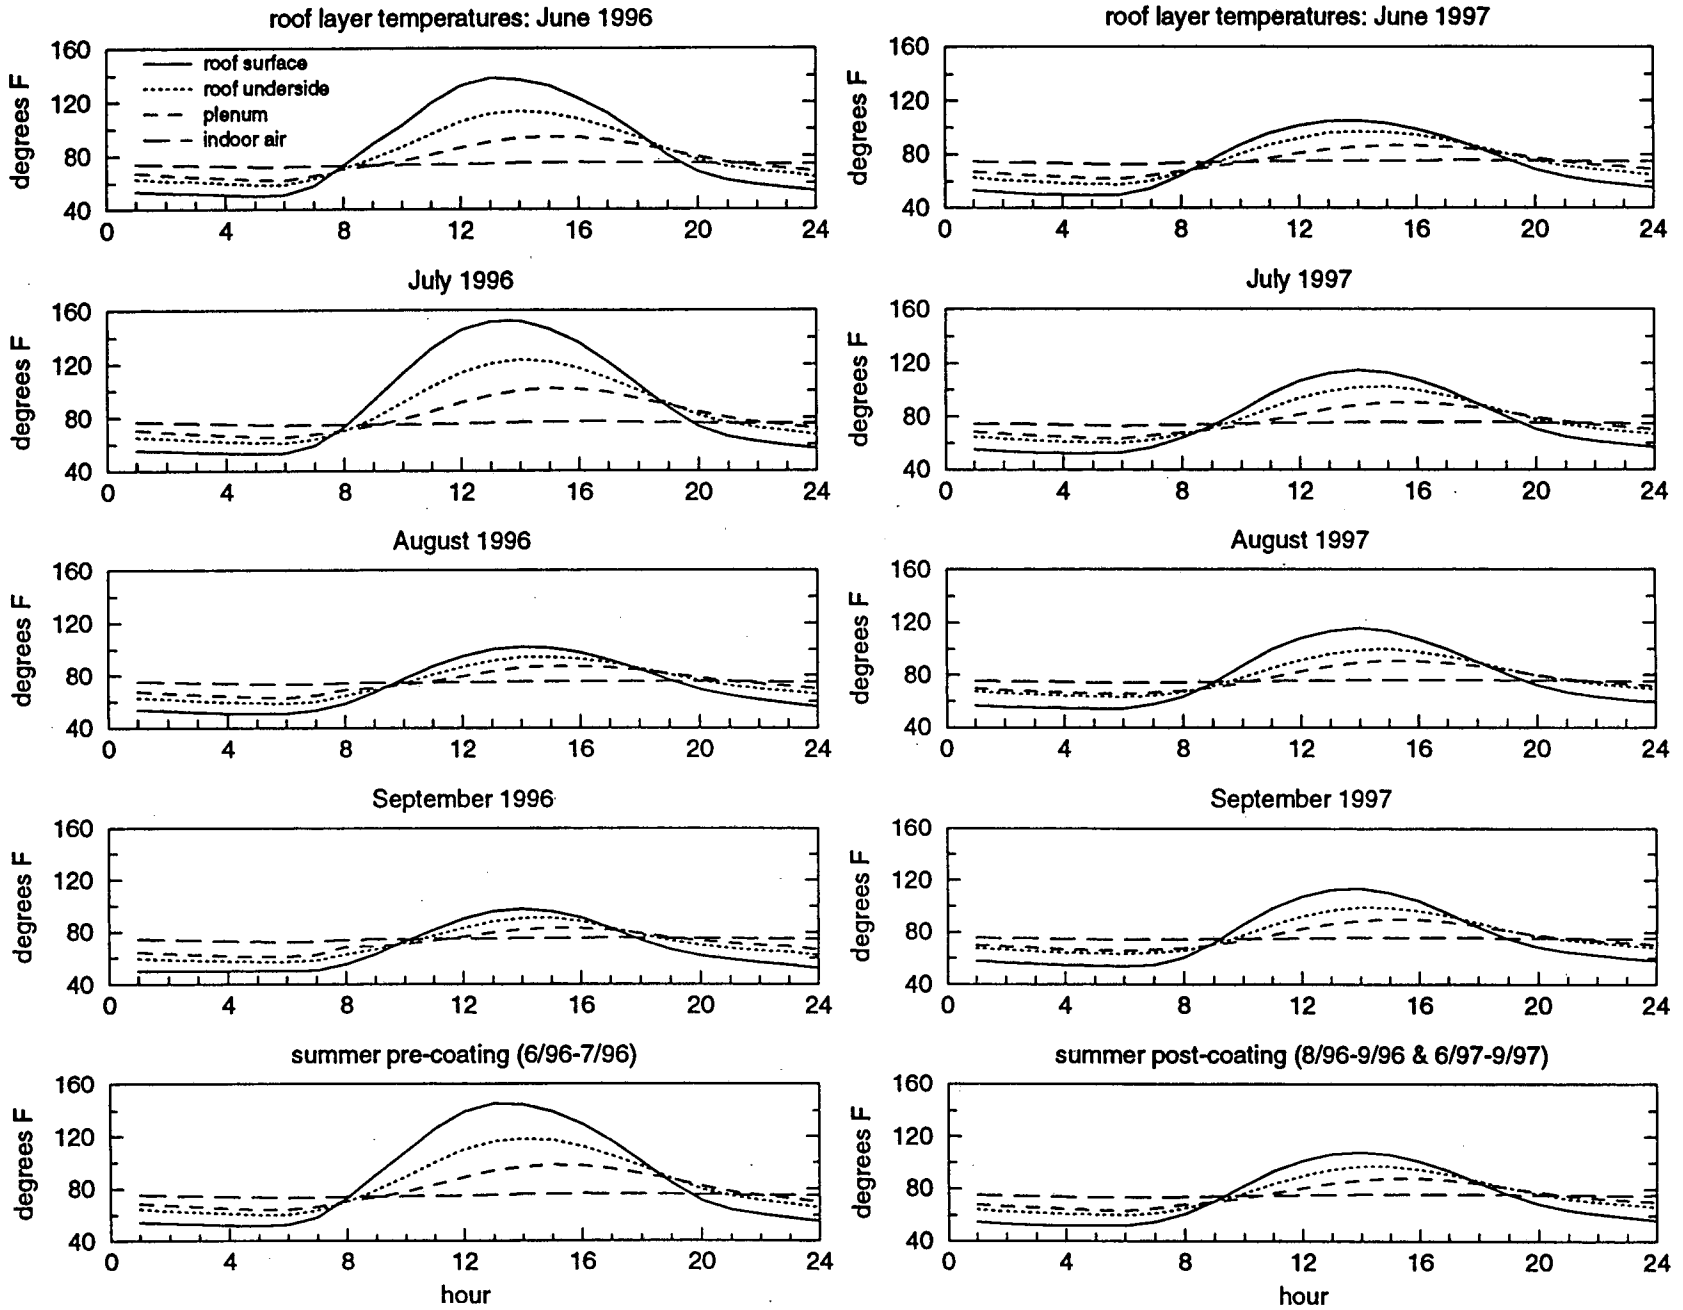 roof layer temperatures: June 1996
degrees F
160
120
80
40
roof surface
roof underside
plenum
indoor air
0 4 8 12 16 20 24
roof layer temperatures: June 1997
degrees F
160
120
80
40
0 4 8 12 16 20 24
July 1996
degrees F
160
120
80
40
0 4 8 12 16 20 24
July 1997
degrees F
160
120
80
40
0 4 8 12 16 20 24
August 1996
degrees F
160
120
80
40
0 4 8 12 16 20 24
August 1997
degrees F
160
120
80
40
0 4 8 12 16 20 24
September 1996
degrees F
160
120
80
40
0 4 8 12 16 20 24
September 1997
degrees F
160
120
80
40
0 4 8 12 16 20 24
summer pre-coating (6/96-7/96)
degrees F
160
120
80
40
0 4 8 12 16 20 24
hour
summer post-coating (8/96-9/96 & 6/97-9/97)
degrees F
160
120
80
40
0 4 8 12 16 20 24
hour